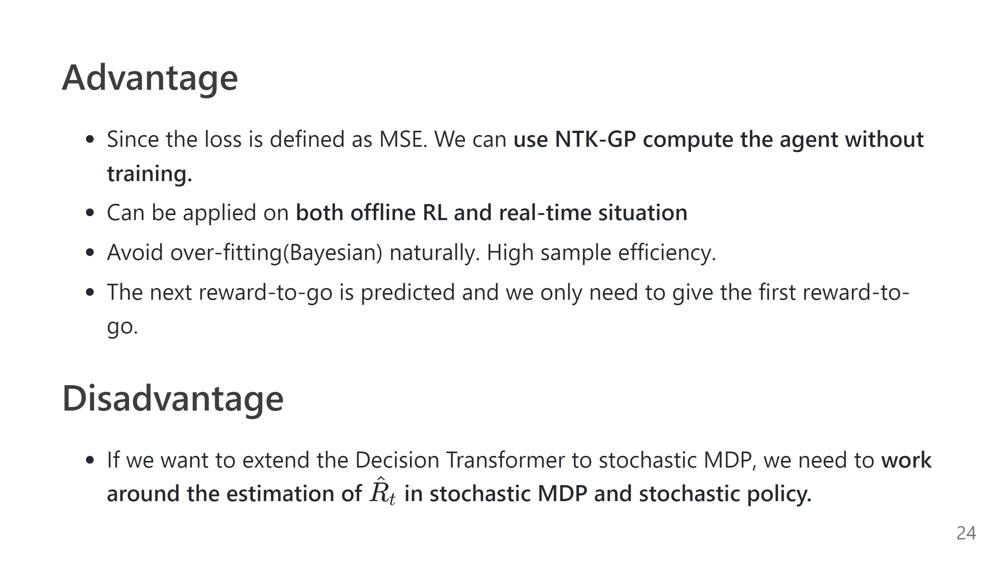 Advantage
• Since the loss is defined as MSE. We can use NTK-GP compute the agent without
training.
• Can be applied on both offline RL and real-time situation
• Avoid over-fitting(Bayesian) naturally. High sample efficiency.
• The next reward-to-go is predicted and we only need to give the first reward-to-
go.
Disadvantage
• If we want to extend the Decision Transformer to stochastic MDP, we need to work
around the estimation of R̂ₜ in stochastic MDP and stochastic policy.
24